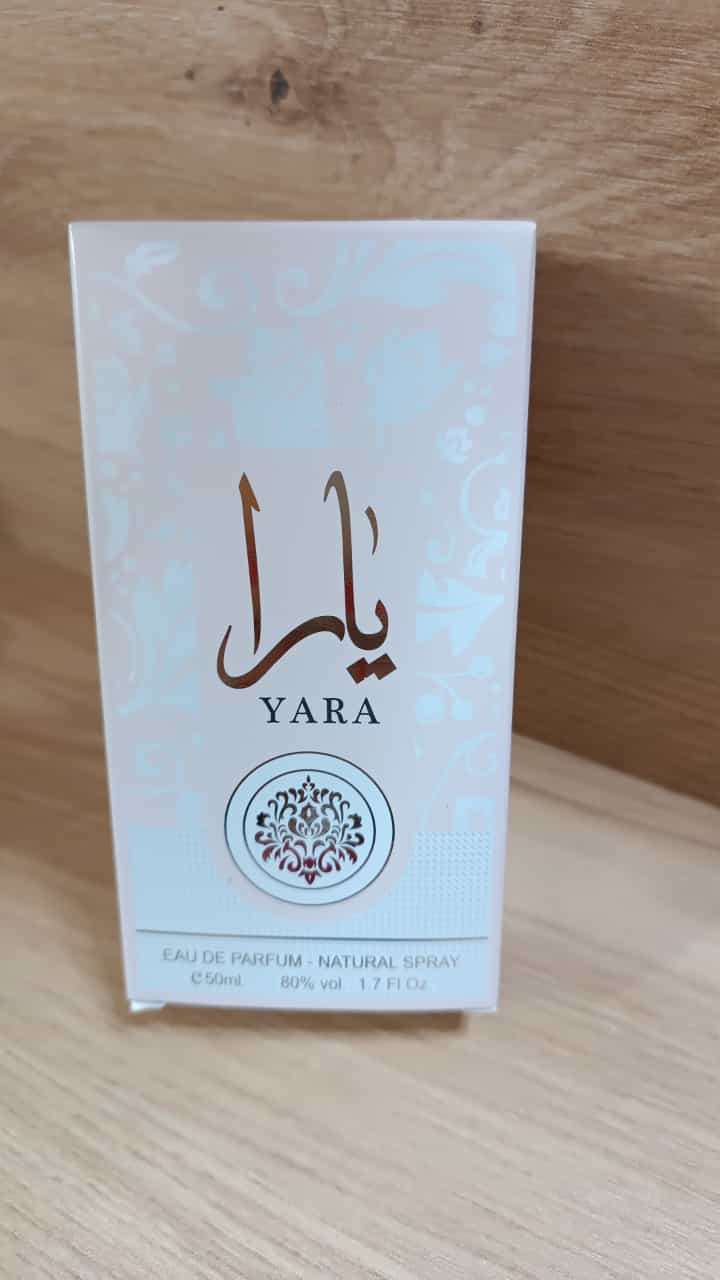 يارا
YARA
EAU DE PARFUM - NATURAL SPRAY
℮ 50ml. 80% vol. 1.7 Fl Oz.